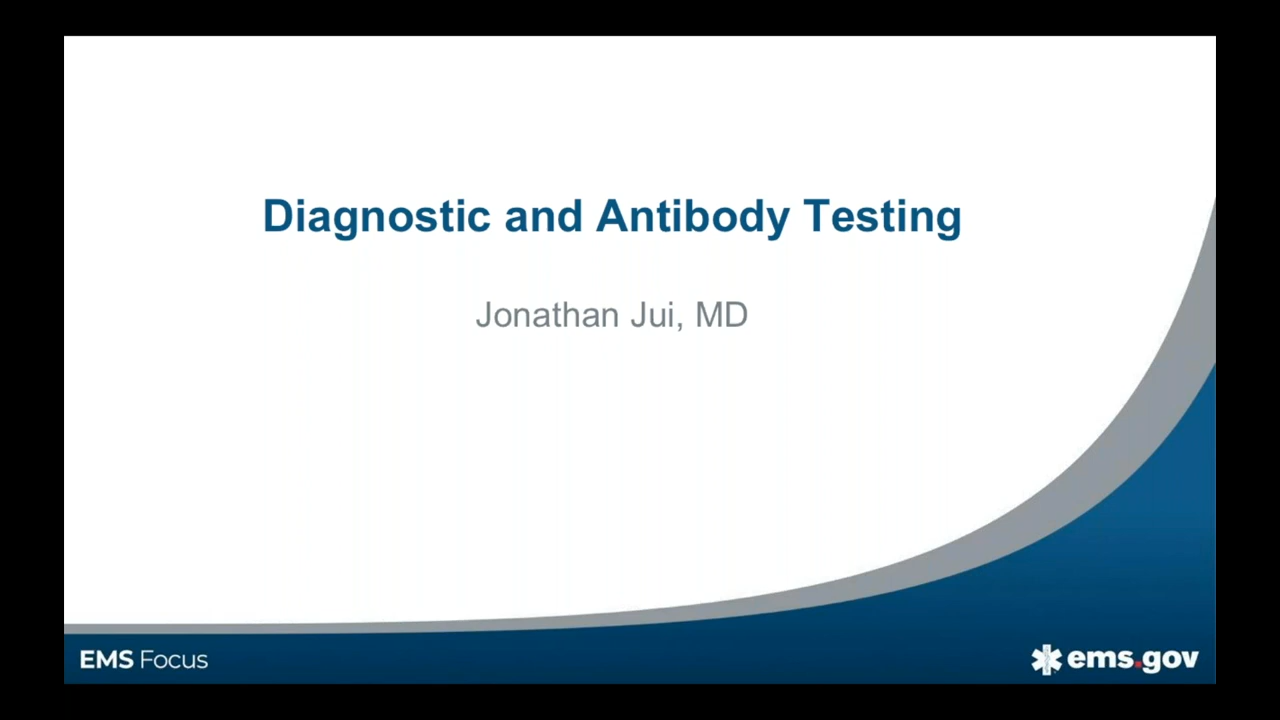 Diagnostic and Antibody Testing
Jonathan Jui, MD
EMS Focus
ems.gov